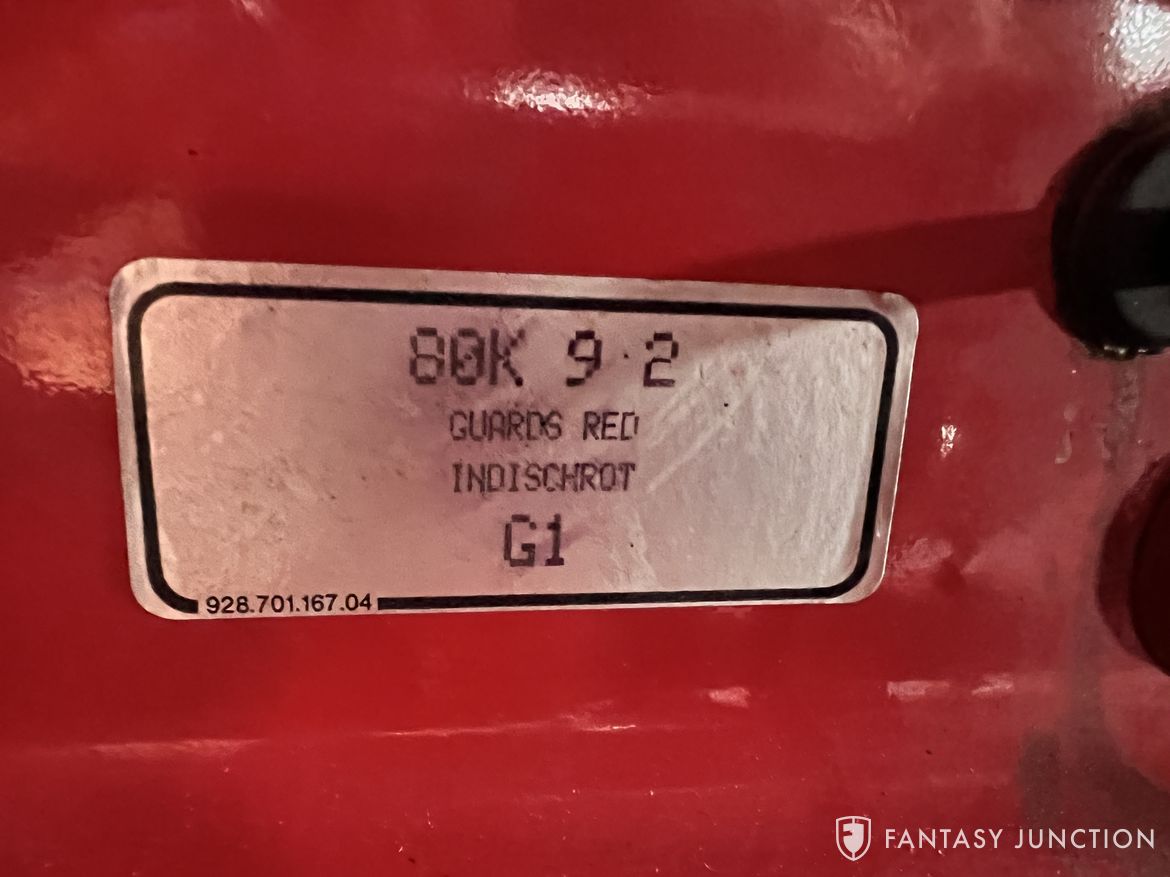 80K 9 2
GUARDS RED
INDISCHROT
G1
928.701.167.04
FANTASY JUNCTION